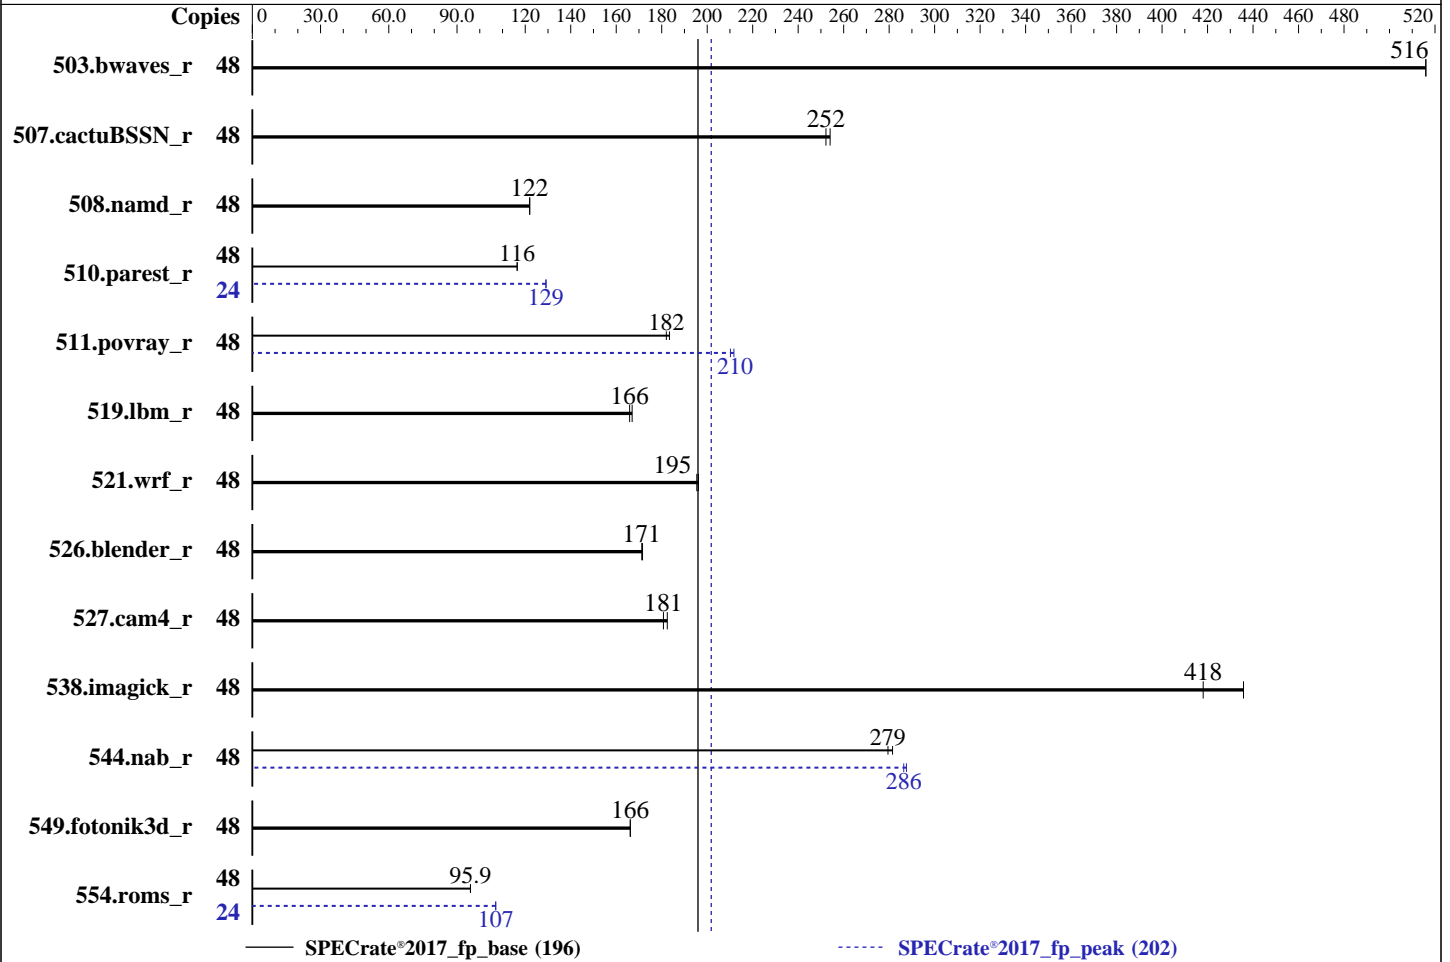 Copies 0 30.0 60.0 90.0 120 140 160 180 200 220 240 260 280 300 320 340 360 380 400 420 440 460 480 520
503.bwaves_r 48 516
507.cactuBSSN_r 48 252
508.namd_r 48 122
510.parest_r 48 116
24 129
511.povray_r 48 182
210
519.lbm_r 48 166
521.wrf_r 48 195
526.blender_r 48 171
527.cam4_r 48 181
538.imagick_r 48 418
544.nab_r 48 279
286
549.fotonik3d_r 48 166
554.roms_r 48 95.9
24 107
SPECrate®2017_fp_base (196) SPECrate®2017_fp_peak (202)